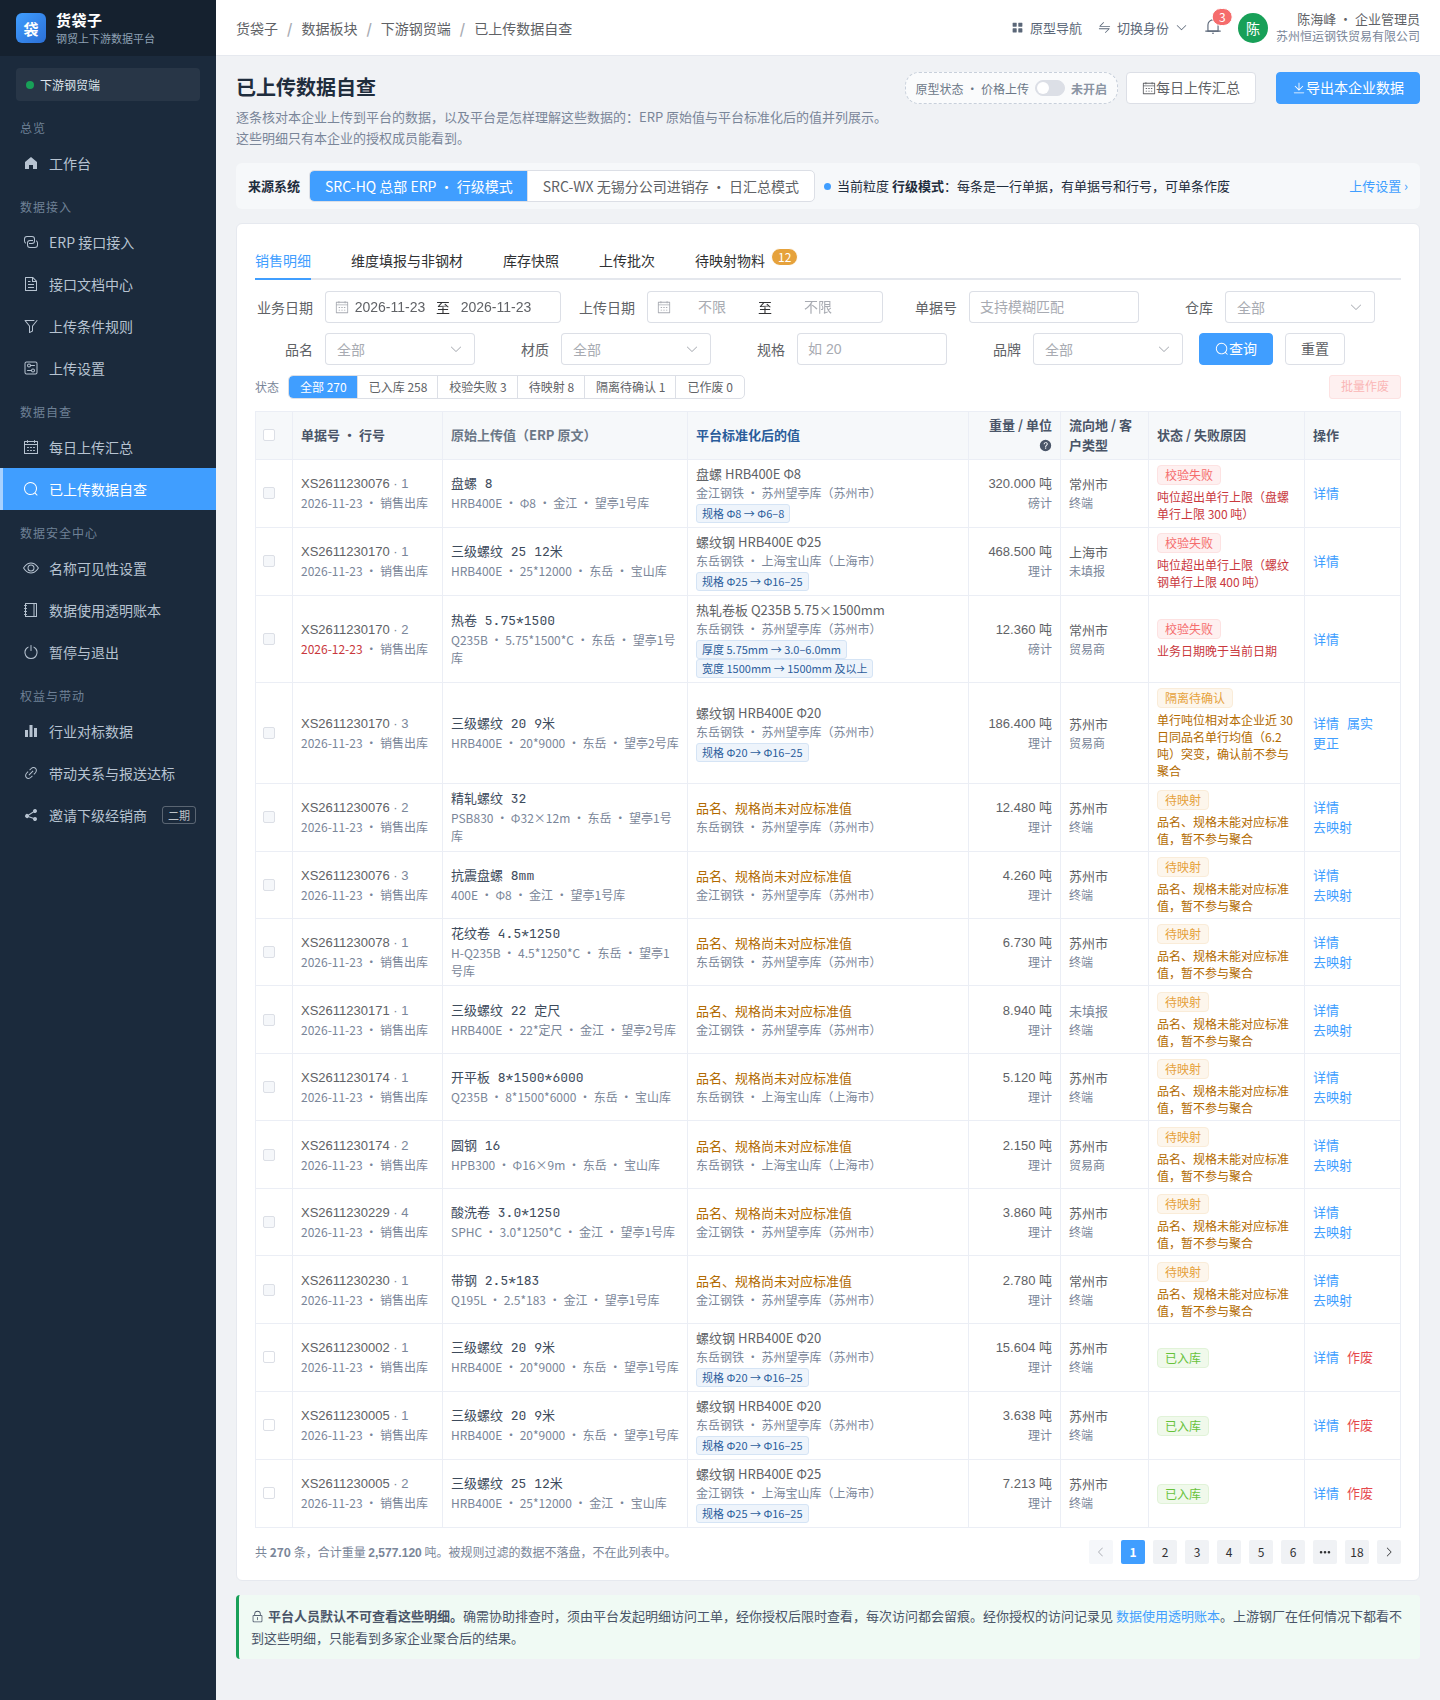 袋
货袋子
钢贸上下游数据平台
下游钢贸端
总览
工作台
数据接入
ERP 接口接入
接口文档中心
上传条件规则
上传设置
数据自查
每日上传汇总
已上传数据自查
数据安全中心
名称可见性设置
数据使用透明账本
暂停与退出
权益与带动
行业对标数据
带动关系与报送达标
邀请下级经销商 二期
货袋子 / 数据板块 / 下游钢贸端 / 已上传数据自查
原型导航 切换身份 3 陈 陈海峰 · 企业管理员
苏州恒运钢铁贸易有限公司
已上传数据自查
原型状态 · 价格上传 未开启 每日上传汇总 导出本企业数据
逐条核对本企业上传到平台的数据，以及平台是怎样理解这些数据的：ERP 原始值与平台标准化后的值并列展示。
这些明细只有本企业的授权成员能看到。
来源系统 SRC-HQ 总部 ERP · 行级模式 SRC-WX 无锡分公司进销存 · 日汇总模式 当前粒度 行级模式：每条是一行单据，有单据号和行号，可单条作废 上传设置 ›
销售明细 维度填报与非钢材 库存快照 上传批次 待映射物料 12
业务日期 2026-11-23 至 2026-11-23 上传日期 不限 至 不限 单据号 支持模糊匹配 仓库 全部
品名 全部 材质 全部 规格 如 20 品牌 全部 查询 重置
状态 全部 270 已入库 258 校验失败 3 待映射 8 隔离待确认 1 已作废 0 批量作废
单据号 · 行号 原始上传值（ERP 原文） 平台标准化后的值 重量 / 单位 流向地 / 客户类型 状态 / 失败原因 操作
XS2611230076 · 1 盘螺 8 盘螺 HRB400E Φ8 320.000 吨 常州市 校验失败 详情
2026-11-23 · 销售出库 HRB400E · Φ8 · 金江 · 望亭1号库 金江钢铁 · 苏州望亭库（苏州市） 磅计 终端 吨位超出单行上限（盘螺单行上限 300 吨）
规格 Φ8 → Φ6–8
XS2611230170 · 1 三级螺纹 25 12米 螺纹钢 HRB400E Φ25 468.500 吨 上海市 校验失败 详情
2026-11-23 · 销售出库 HRB400E · 25*12000 · 东岳 · 宝山库 东岳钢铁 · 上海宝山库（上海市） 理计 未填报 吨位超出单行上限（螺纹钢单行上限 400 吨）
规格 Φ25 → Φ16–25
XS2611230170 · 2 热卷 5.75*1500 热轧卷板 Q235B 5.75×1500mm 12.360 吨 常州市 校验失败 详情
2026-12-23 · 销售出库 Q235B · 5.75*1500*C · 东岳 · 望亭1号库 东岳钢铁 · 苏州望亭库（苏州市） 磅计 贸易商 业务日期晚于当前日期
厚度 5.75mm → 3.0–6.0mm
宽度 1500mm → 1500mm 及以上
XS2611230170 · 3 三级螺纹 20 9米 螺纹钢 HRB400E Φ20 186.400 吨 苏州市 隔离待确认 详情 属实 更正
2026-11-23 · 销售出库 HRB400E · 20*9000 · 东岳 · 望亭2号库 东岳钢铁 · 苏州望亭库（苏州市） 理计 贸易商 单行吨位相对本企业近 30 日同品名单行均值（6.2 吨）突变，确认前不参与聚合
规格 Φ20 → Φ16–25
XS2611230076 · 2 精轧螺纹 32 品名、规格尚未对应标准值 12.480 吨 苏州市 待映射 详情
2026-11-23 · 销售出库 PSB830 · Φ32×12m · 东岳 · 望亭1号库 东岳钢铁 · 苏州望亭库（苏州市） 理计 终端 品名、规格未能对应标准值，暂不参与聚合 去映射
XS2611230076 · 3 抗震盘螺 8mm 品名、规格尚未对应标准值 4.260 吨 苏州市 待映射 详情
2026-11-23 · 销售出库 400E · Φ8 · 金江 · 望亭1号库 金江钢铁 · 苏州望亭库（苏州市） 理计 终端 品名、规格未能对应标准值，暂不参与聚合 去映射
XS2611230078 · 1 花纹卷 4.5*1250 品名、规格尚未对应标准值 6.730 吨 苏州市 待映射 详情
2026-11-23 · 销售出库 H-Q235B · 4.5*1250*C · 东岳 · 望亭1号库 东岳钢铁 · 苏州望亭库（苏州市） 理计 终端 品名、规格未能对应标准值，暂不参与聚合 去映射
XS2611230171 · 1 三级螺纹 22 定尺 品名、规格尚未对应标准值 8.940 吨 未填报 待映射 详情
2026-11-23 · 销售出库 HRB400E · 22*定尺 · 金江 · 望亭2号库 金江钢铁 · 苏州望亭库（苏州市） 理计 终端 品名、规格未能对应标准值，暂不参与聚合 去映射
XS2611230174 · 1 开平板 8*1500*6000 品名、规格尚未对应标准值 5.120 吨 苏州市 待映射 详情
2026-11-23 · 销售出库 Q235B · 8*1500*6000 · 东岳 · 宝山库 东岳钢铁 · 上海宝山库（上海市） 理计 终端 品名、规格未能对应标准值，暂不参与聚合 去映射
XS2611230174 · 2 圆钢 16 品名、规格尚未对应标准值 2.150 吨 苏州市 待映射 详情
2026-11-23 · 销售出库 HPB300 · Φ16×9m · 东岳 · 宝山库 东岳钢铁 · 上海宝山库（上海市） 理计 贸易商 品名、规格未能对应标准值，暂不参与聚合 去映射
XS2611230229 · 4 酸洗卷 3.0*1250 品名、规格尚未对应标准值 3.860 吨 苏州市 待映射 详情
2026-11-23 · 销售出库 SPHC · 3.0*1250*C · 金江 · 望亭1号库 金江钢铁 · 苏州望亭库（苏州市） 理计 终端 品名、规格未能对应标准值，暂不参与聚合 去映射
XS2611230230 · 1 带钢 2.5*183 品名、规格尚未对应标准值 2.780 吨 常州市 待映射 详情
2026-11-23 · 销售出库 Q195L · 2.5*183 · 金江 · 望亭1号库 金江钢铁 · 苏州望亭库（苏州市） 理计 终端 品名、规格未能对应标准值，暂不参与聚合 去映射
XS2611230002 · 1 三级螺纹 20 9米 螺纹钢 HRB400E Φ20 15.604 吨 苏州市 已入库 详情 作废
2026-11-23 · 销售出库 HRB400E · 20*9000 · 东岳 · 望亭1号库 东岳钢铁 · 苏州望亭库（苏州市） 理计 终端
规格 Φ20 → Φ16–25
XS2611230005 · 1 三级螺纹 20 9米 螺纹钢 HRB400E Φ20 3.638 吨 苏州市 已入库 详情 作废
2026-11-23 · 销售出库 HRB400E · 20*9000 · 东岳 · 望亭1号库 东岳钢铁 · 苏州望亭库（苏州市） 理计 终端
规格 Φ20 → Φ16–25
XS2611230005 · 2 三级螺纹 25 12米 螺纹钢 HRB400E Φ25 7.213 吨 苏州市 已入库 详情 作废
2026-11-23 · 销售出库 HRB400E · 25*12000 · 金江 · 宝山库 金江钢铁 · 上海宝山库（上海市） 理计 终端
规格 Φ25 → Φ16–25
共 270 条，合计重量 2,577.120 吨。被规则过滤的数据不落盘，不在此列表中。 1 2 3 4 5 6 ••• 18
平台人员默认不可查看这些明细。确需协助排查时，须由平台发起明细访问工单，经你授权后限时查看，每次访问都会留痕。经你授权的访问记录见 数据使用透明账本。上游钢厂在任何情况下都看不
到这些明细，只能看到多家企业聚合后的结果。